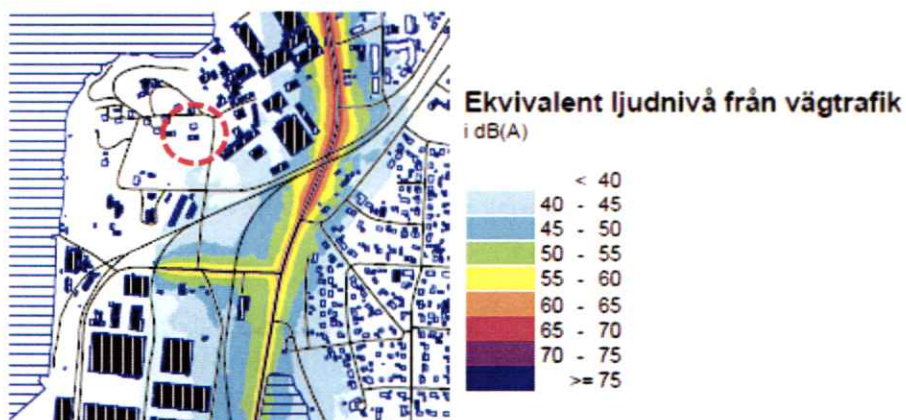 Ekvivalent ljudnivå från vägtrafik
i dB(A)
< 40
40 - 45
45 - 50
50 - 55
55 - 60
60 - 65
65 - 70
70 - 75
>= 75